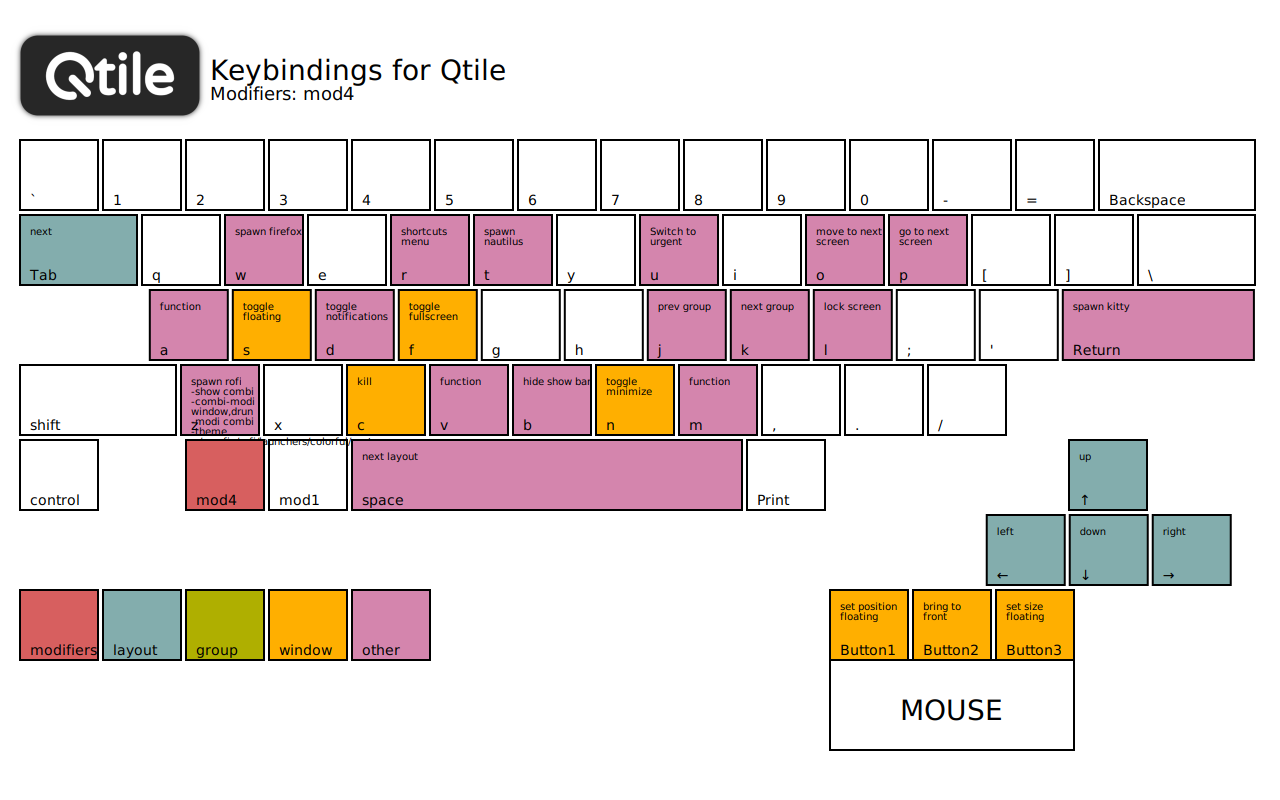 Qtile
Keybindings for Qtile
Modifiers: mod4
` 1 2 3 4 5 6 7 8 9 0 - = Backspace
next
Tab
q
spawn firefox
w
e
shortcuts
menu
r
spawn
nautilus
t
y
Switch to
urgent
u
i
move to next
screen
o
go to next
screen
p
[
]
\
function
a
toggle
floating
s
toggle
notifications
d
toggle
fullscreen
f
g
h
prev group
j
next group
k
lock screen
l
;
'
spawn kitty
Return
shift
spawn rofi
-show combi
-combi-modi
window,drun
-modi combi
-theme
z
x
kill
c
function
v
hide show bar
b
toggle
minimize
n
function
m
,
.
/
control
mod4
mod1
next layout
space
Print
up
↑
left
←
down
↓
right
→
modifiers
layout
group
window
other
set position
floating
Button1
bring to
front
Button2
set size
floating
Button3
MOUSE